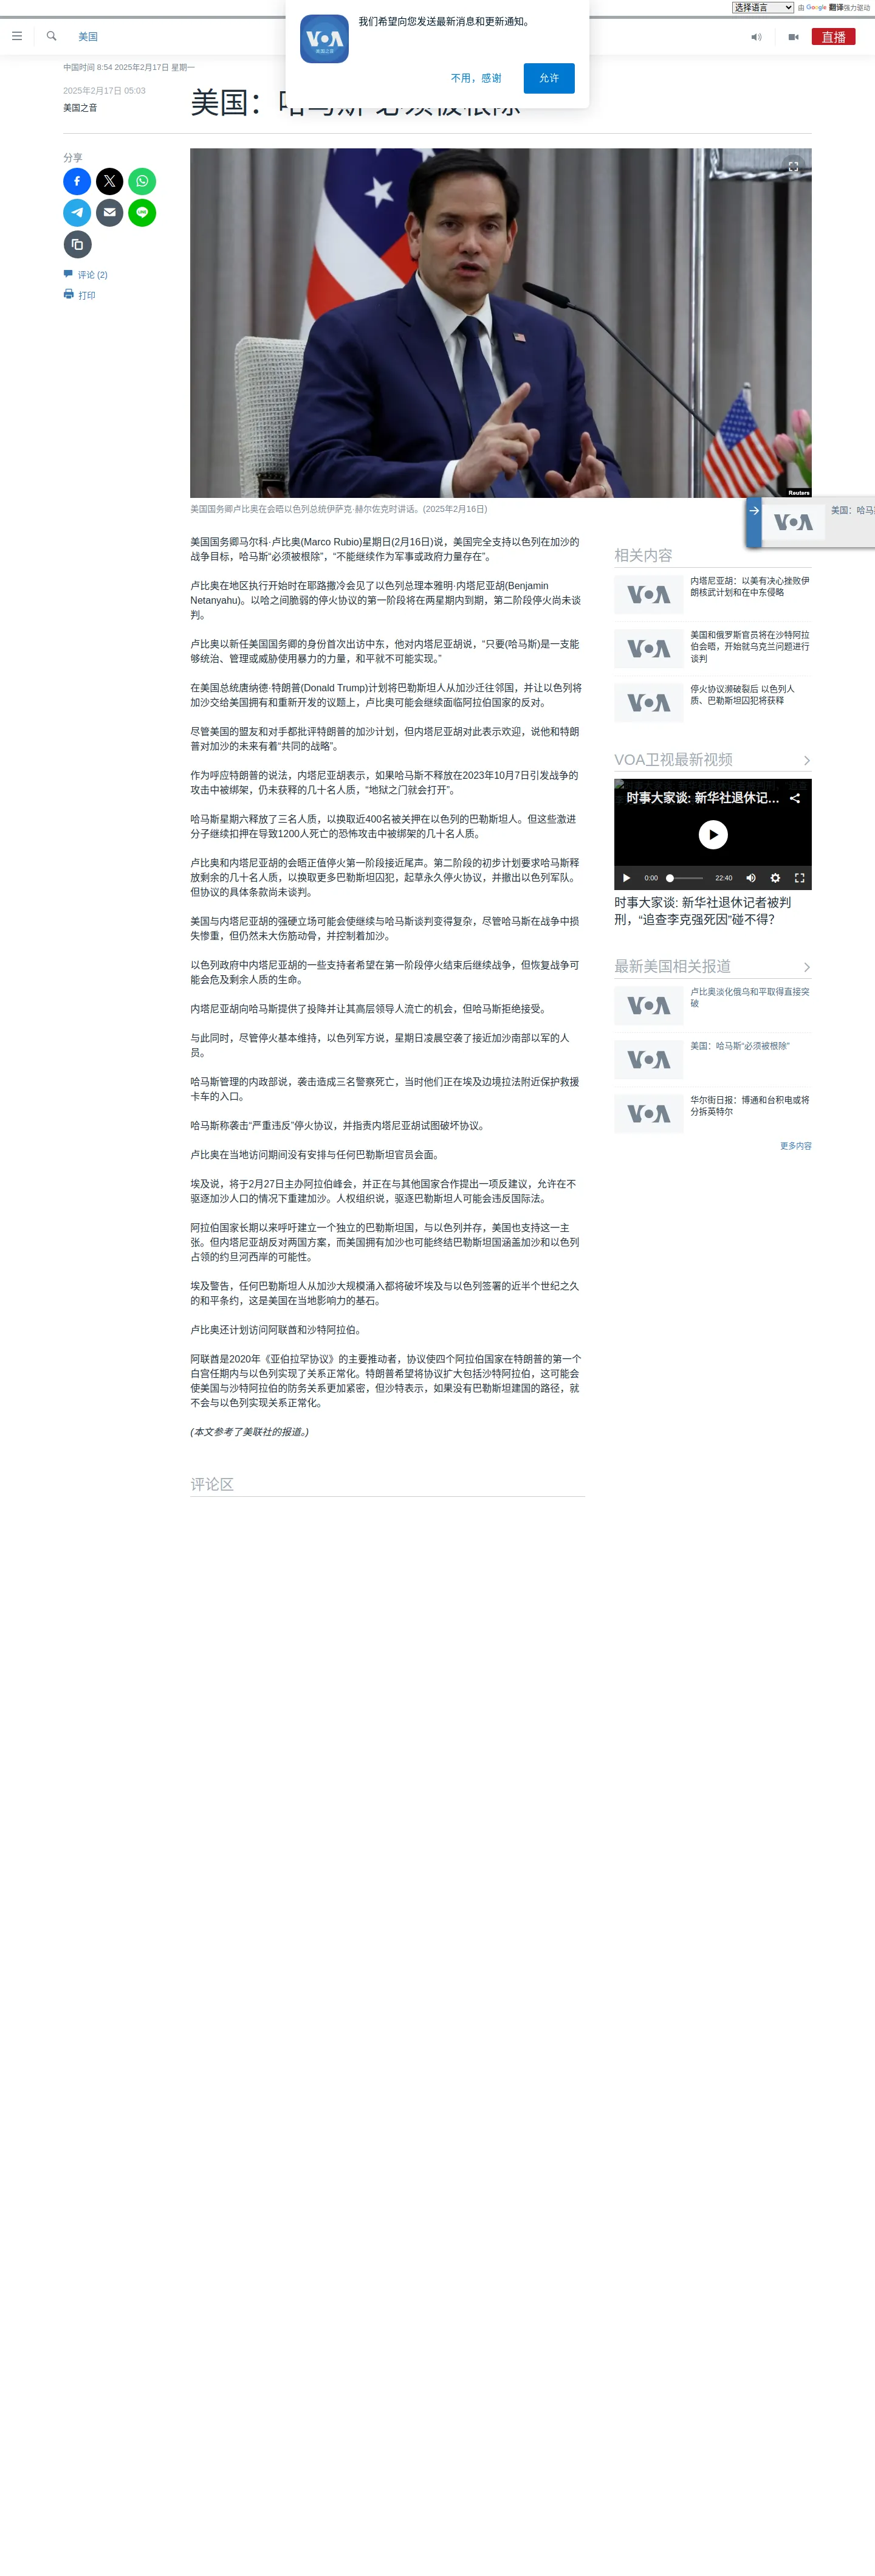 选择语言
由 Google 翻译强力驱动
我们希望向您发送最新消息和更新通知。
VOA
美国之音
不用，感谢
允许
美国
直播
中国时间 8:54 2025年2月17日 星期一
2025年2月17日 05:03
美国之音
美国：哈马斯“必须被根除”
分享
评论 (2)
打印
Reuters
美国国务卿卢比奥在会晤以色列总统伊萨克·赫尔佐克时讲话。(2025年2月16日)
美国：哈马
美国国务卿马尔科·卢比奥(Marco Rubio)星期日(2月16日)说，美国完全支持以色列在加沙的
战争目标，哈马斯“必须被根除”，“不能继续作为军事或政府力量存在”。
卢比奥在地区执行开始时在耶路撒冷会见了以色列总理本雅明·内塔尼亚胡(Benjamin
Netanyahu)。以哈之间脆弱的停火协议的第一阶段将在两星期内到期，第二阶段停火尚未谈
判。
卢比奥以新任美国国务卿的身份首次出访中东，他对内塔尼亚胡说，“只要(哈马斯)是一支能
够统治、管理或威胁使用暴力的力量，和平就不可能实现。”
在美国总统唐纳德·特朗普(Donald Trump)计划将巴勒斯坦人从加沙迁往邻国，并让以色列将
加沙交给美国拥有和重新开发的议题上，卢比奥可能会继续面临阿拉伯国家的反对。
尽管美国的盟友和对手都批评特朗普的加沙计划，但内塔尼亚胡对此表示欢迎，说他和特朗
普对加沙的未来有着“共同的战略”。
作为呼应特朗普的说法，内塔尼亚胡表示，如果哈马斯不释放在2023年10月7日引发战争的
攻击中被绑架，仍未获释的几十名人质，“地狱之门就会打开”。
哈马斯星期六释放了三名人质，以换取近400名被关押在以色列的巴勒斯坦人。但这些激进
分子继续扣押在导致1200人死亡的恐怖攻击中被绑架的几十名人质。
卢比奥和内塔尼亚胡的会晤正值停火第一阶段接近尾声。第二阶段的初步计划要求哈马斯释
放剩余的几十名人质，以换取更多巴勒斯坦囚犯，起草永久停火协议，并撤出以色列军队。
但协议的具体条款尚未谈判。
美国与内塔尼亚胡的强硬立场可能会使继续与哈马斯谈判变得复杂，尽管哈马斯在战争中损
失惨重，但仍然未大伤筋动骨，并控制着加沙。
以色列政府中内塔尼亚胡的一些支持者希望在第一阶段停火结束后继续战争，但恢复战争可
能会危及剩余人质的生命。
内塔尼亚胡向哈马斯提供了投降并让其高层领导人流亡的机会，但哈马斯拒绝接受。
与此同时，尽管停火基本维持，以色列军方说，星期日凌晨空袭了接近加沙南部以军的人
员。
哈马斯管理的内政部说，袭击造成三名警察死亡，当时他们正在埃及边境拉法附近保护救援
卡车的入口。
哈马斯称袭击“严重违反”停火协议，并指责内塔尼亚胡试图破坏协议。
卢比奥在当地访问期间没有安排与任何巴勒斯坦官员会面。
埃及说，将于2月27日主办阿拉伯峰会，并正在与其他国家合作提出一项反建议，允许在不
驱逐加沙人口的情况下重建加沙。人权组织说，驱逐巴勒斯坦人可能会违反国际法。
阿拉伯国家长期以来呼吁建立一个独立的巴勒斯坦国，与以色列并存，美国也支持这一主
张。但内塔尼亚胡反对两国方案，而美国拥有加沙也可能终结巴勒斯坦国涵盖加沙和以色列
占领的约旦河西岸的可能性。
埃及警告，任何巴勒斯坦人从加沙大规模涌入都将破坏埃及与以色列签署的近半个世纪之久
的和平条约，这是美国在当地影响力的基石。
卢比奥还计划访问阿联酋和沙特阿拉伯。
阿联酋是2020年《亚伯拉罕协议》的主要推动者，协议使四个阿拉伯国家在特朗普的第一个
白宫任期内与以色列实现了关系正常化。特朗普希望将协议扩大包括沙特阿拉伯，这可能会
使美国与沙特阿拉伯的防务关系更加紧密，但沙特表示，如果没有巴勒斯坦建国的路径，就
不会与以色列实现关系正常化。
(本文参考了美联社的报道。)
评论区
相关内容
内塔尼亚胡：以美有决心挫败伊
朗核武计划和在中东侵略
美国和俄罗斯官员将在沙特阿拉
伯会晤，开始就乌克兰问题进行
谈判
停火协议濒破裂后 以色列人
质、巴勒斯坦囚犯将获释
VOA卫视最新视频
时事大家谈: 新华社退休记…
0:00
22:40
时事大家谈: 新华社退休记者被判
刑，“追查李克强死因”碰不得？
最新美国相关报道
卢比奥淡化俄乌和平取得直接突
破
美国：哈马斯“必须被根除”
华尔街日报：博通和台积电或将
分拆英特尔
更多内容